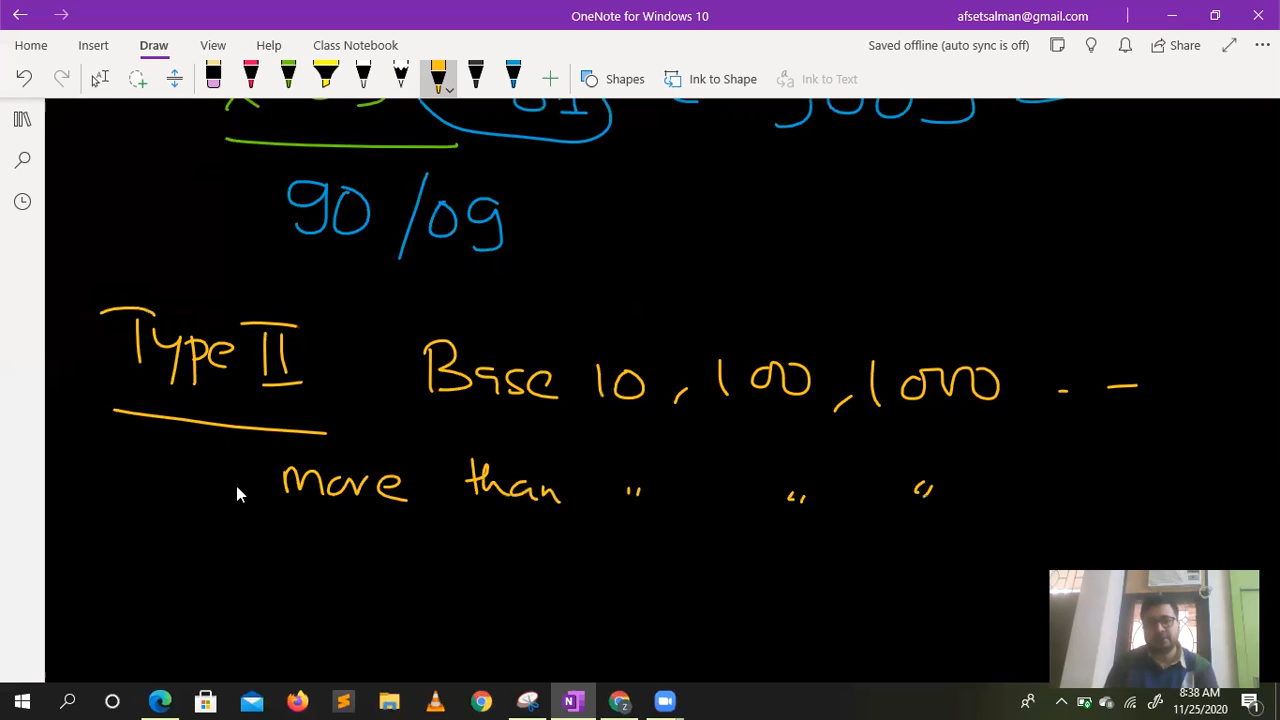 OneNote for Windows 10
afsetsalman@gmail.com
Home Insert Draw View Help Class Notebook
Saved offline (auto sync is off)
Share
Shapes
Ink to Shape
Ink to Text
90/09
Type II Base 10, 100, 1000 . -
more than " " "
8:38 AM
11/25/2020